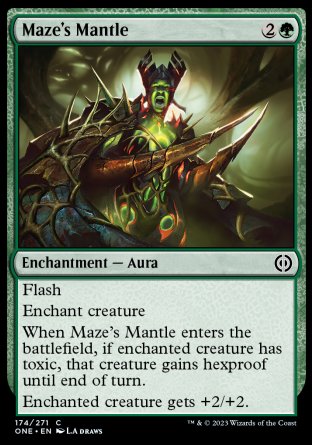 Maze's Mantle 2
Enchantment — Aura
Flash
Enchant creature
When Maze's Mantle enters the
battlefield, if enchanted creature has
toxic, that creature gains hexproof
until end of turn.
Enchanted creature gets +2/+2.
174/271 C
ONE • EN LA DRAWS ™ & © 2023 Wizards of the Coast